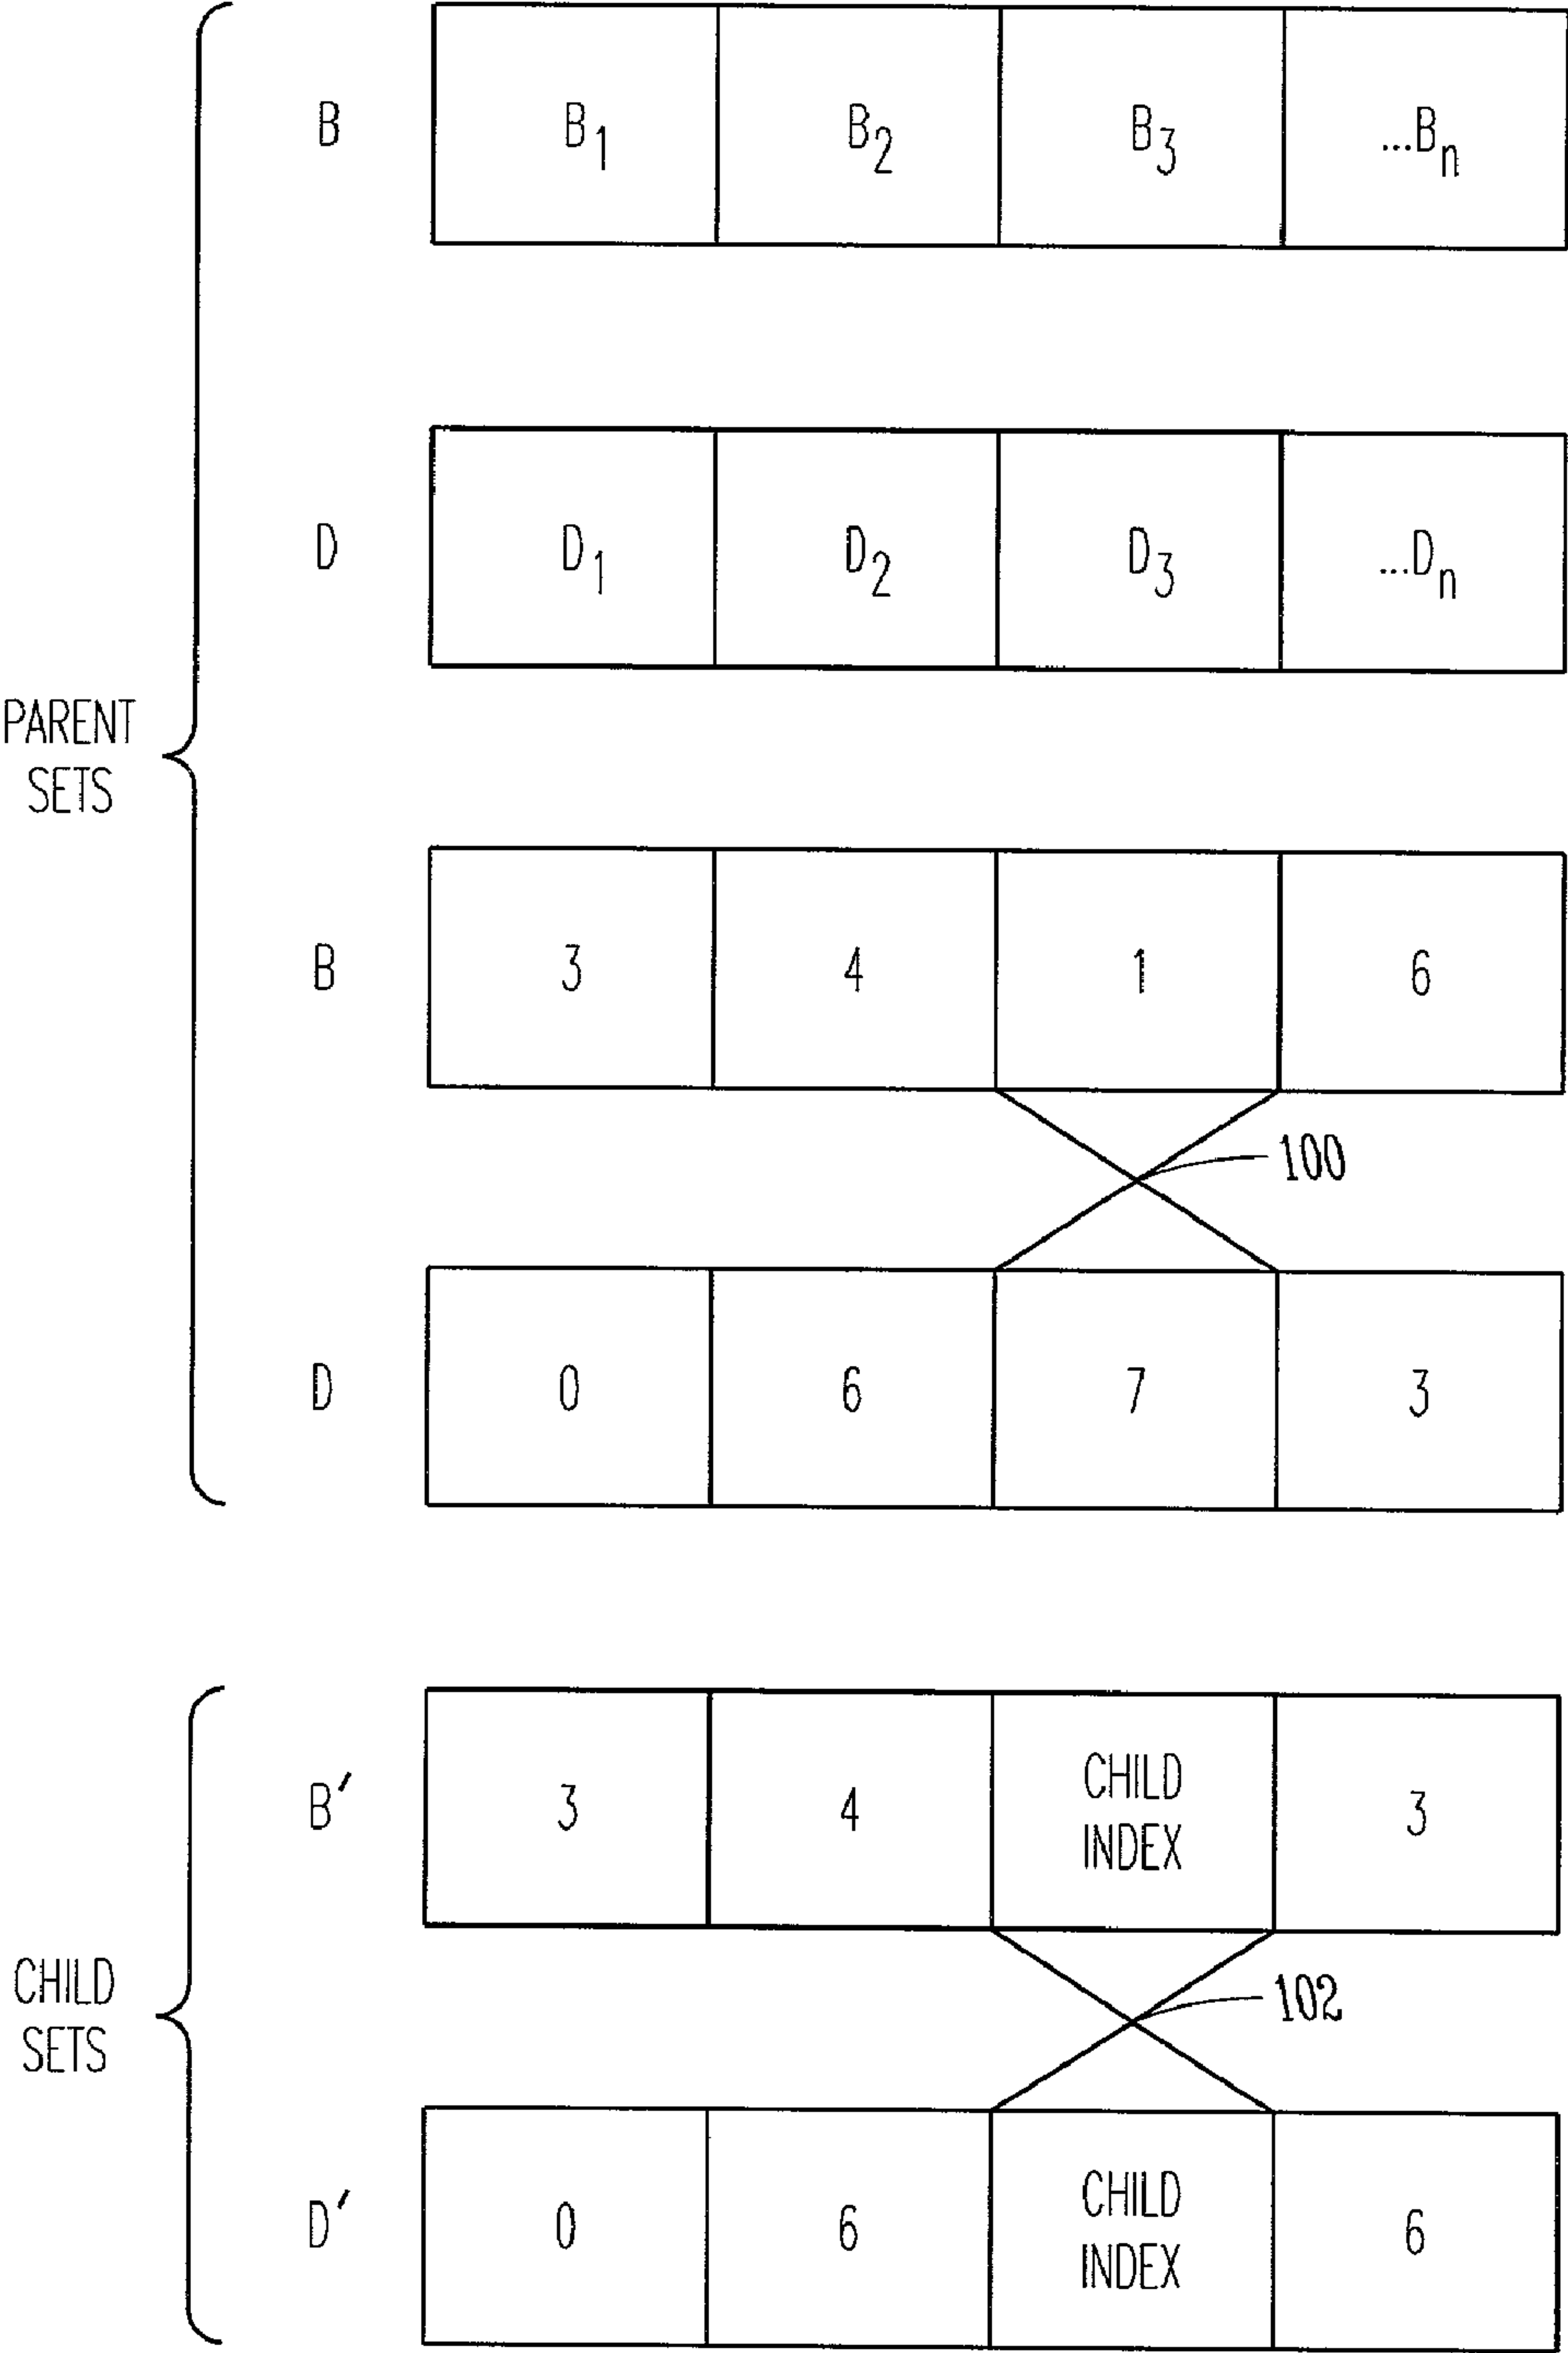 B B₁ B₂ B₃ ...Bₙ
D D₁ D₂ D₃ ...Dₙ
PARENT
SETS
B 3 4 1 6
100
D 0 6 7 3
B′ 3 4 CHILD INDEX 3
CHILD
SETS
102
D′ 0 6 CHILD INDEX 6